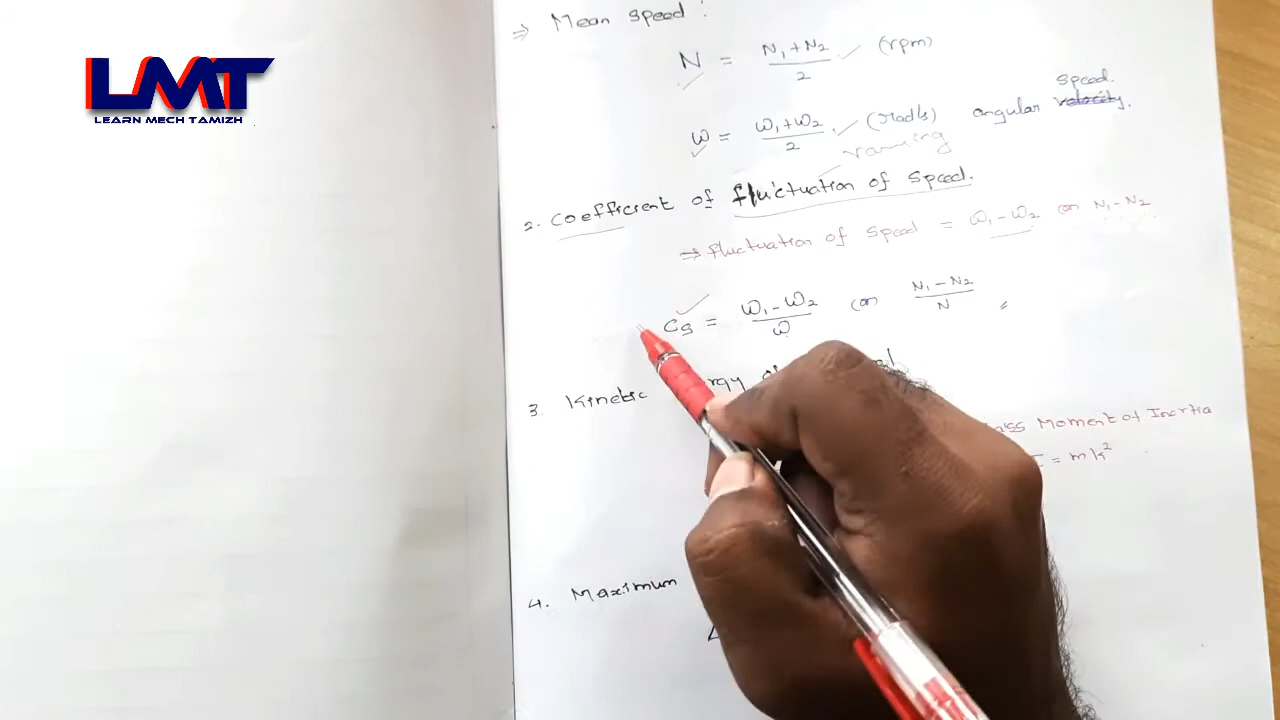 LMT
LEARN MECH TAMIZH
⇒ Mean Speed :
N = N₁+N₂/2 (rpm)
speed.
ω = ω₁+ω₂/2 (rad/s) angular velocity.
varying
2. Coefficient of fluctuation of Speed.
⇒ fluctuation of Speed = ω₁-ω₂ (or) N₁-N₂
Cs = ω₁-ω₂/ω (or) N₁-N₂/N
3. Kinetic
Moment of Inertia
= mk²
4. Maximum